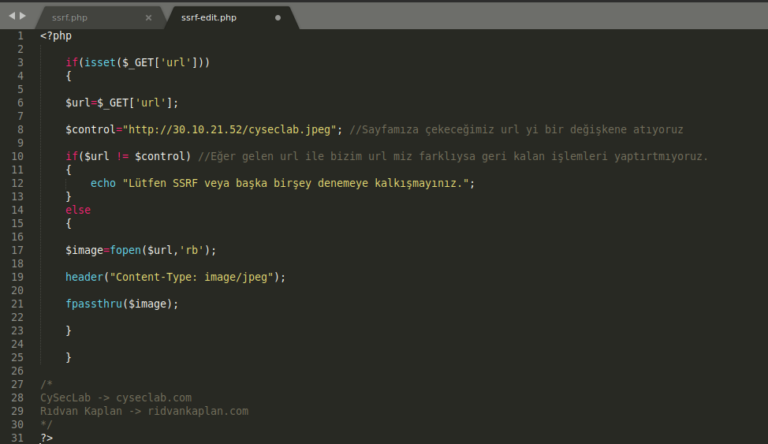 ssrf.php × ssrf-edit.php
1 <?php
2
3 if(isset($_GET['url']))
4 {
5
6 $url=$_GET['url'];
7
8 $control="http://30.10.21.52/cyseclab.jpeg"; //Sayfamıza çekeceğimiz url yi bir değişkene atıyoruz
9
10 if($url != $control) //Eğer gelen url ile bizim url miz farklıysa geri kalan işlemleri yaptırtmıyoruz.
11 {
12 echo "Lütfen SSRF veya başka birşey denemeye kalkışmayınız.";
13 }
14 else
15 {
16
17 $image=fopen($url,'rb');
18
19 header("Content-Type: image/jpeg");
20
21 fpassthru($image);
22
23 }
24
25 }
26
27 /*
28 CySecLab -> cyseclab.com
29 Rıdvan Kaplan -> ridvankaplan.com
30 */
31 ?>